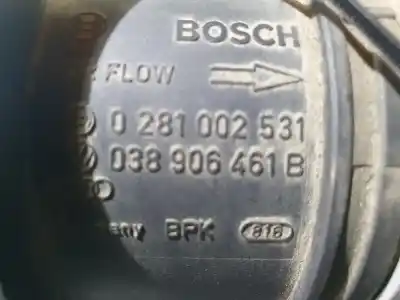 BOSCH
FLOW
0 281 002 531
038 906 461 B
BPK 818